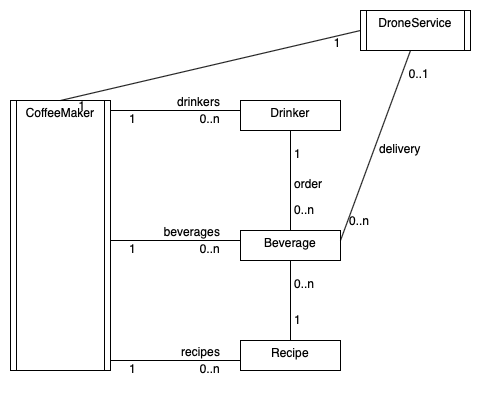 DroneService
1
0..1
1
CoffeeMaker
drinkers
1
0..n
Drinker
1
delivery
order
0..n
0..n
beverages
1
0..n
Beverage
0..n
1
recipes
1
0..n
Recipe